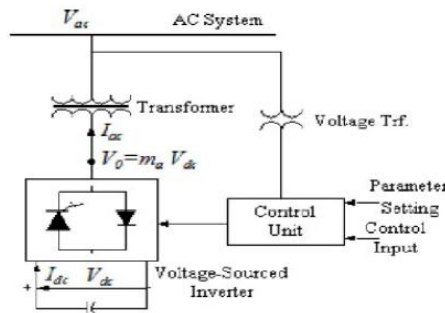 V_ac AC System
Transformer
Voltage Trf.
I_ac
V_0=m_a V_dc
Parameter
Setting
Control
Unit
Control
Input
I_dc V_dc
+
Voltage-Sourced
Inverter